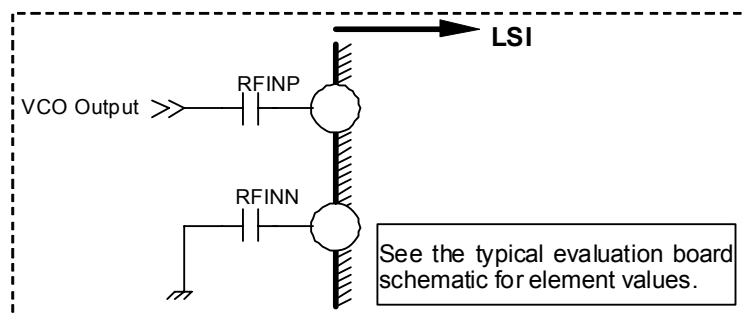 LSI
RFINP
VCO Output
RFINN
See the typical evaluation board
schematic for element values.